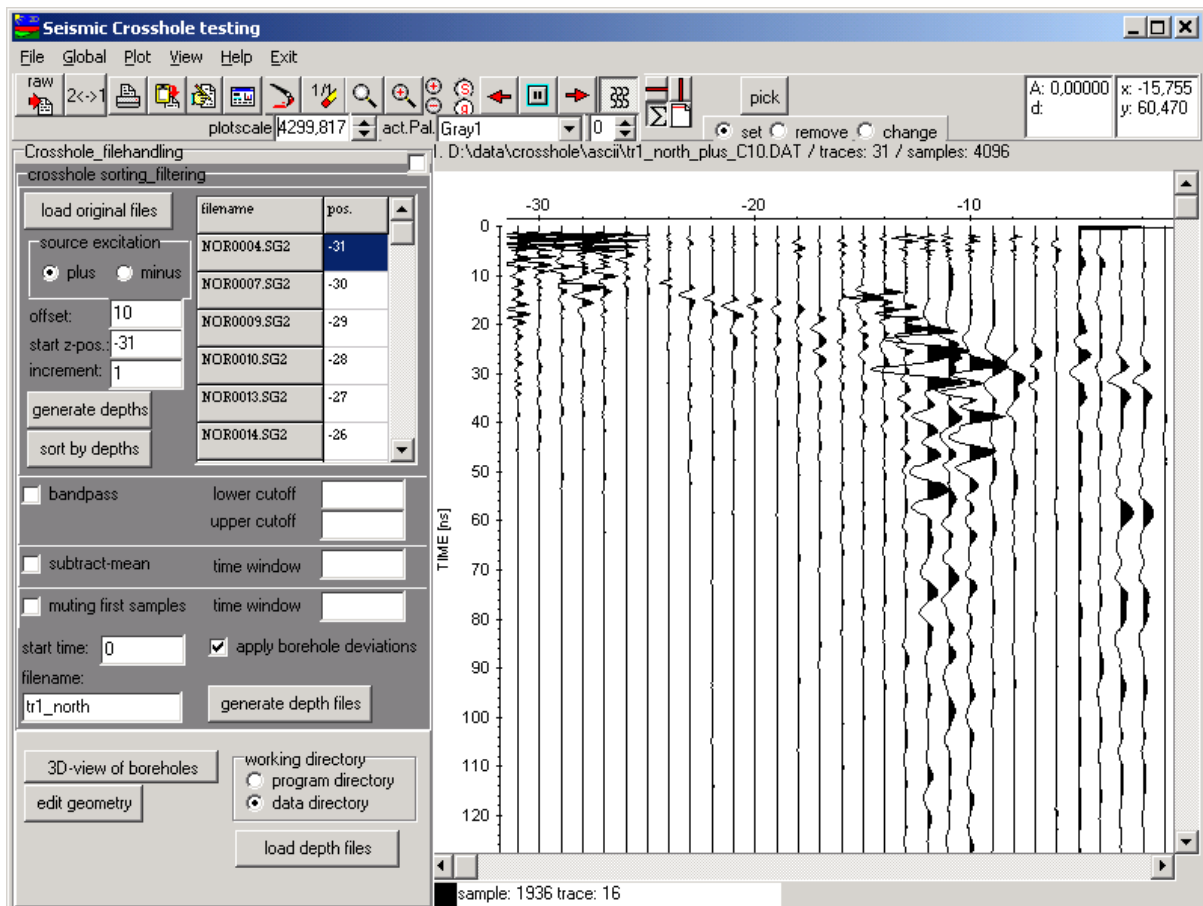 Seismic Crosshole testing
File Global Plot View Help Exit
raw
2<->1
plotscale 4299,817 act.Pal. Gray1 0
pick
set remove change
A: 0,00000
d:
x: -15,755
y: 60,470
Crosshole_filehandling
crosshole sorting_filtering
load original files
source excitation
plus minus
offset: 10
start z-pos.: -31
increment: 1
generate depths
sort by depths
filename pos.
NOR0004.SG2 -31
NOR0007.SG2 -30
NOR0009.SG2 -29
NOR0010.SG2 -28
NOR0013.SG2 -27
NOR0014.SG2 -26
bandpass lower cutoff
upper cutoff
subtract-mean time window
muting first samples time window
start time: 0 apply borehole deviations
filename:
tr1_north generate depth files
3D-view of boreholes
edit geometry
working directory
program directory
data directory
load depth files
1. D:\data\crosshole\ascii\tr1_north_plus_C10.DAT / traces: 31 / samples: 4096
-30 -20 -10
0
10
20
30
40
50
60
70
80
90
100
110
120
TIME [ns]
sample: 1936 trace: 16